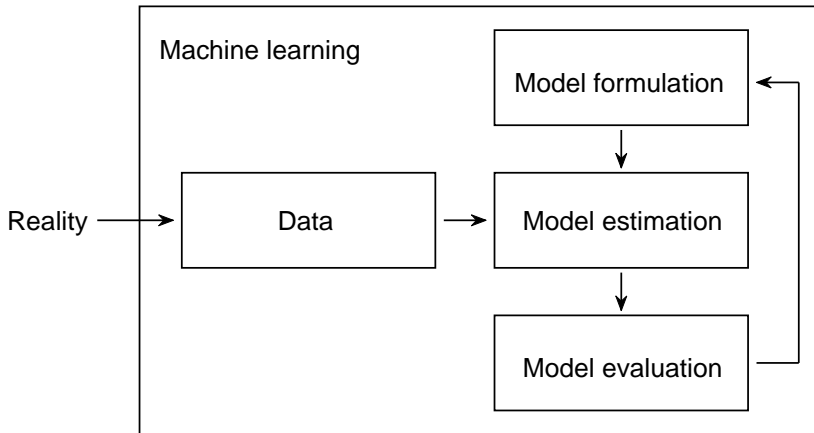 Machine learning
Model formulation
Reality
Data
Model estimation
Model evaluation